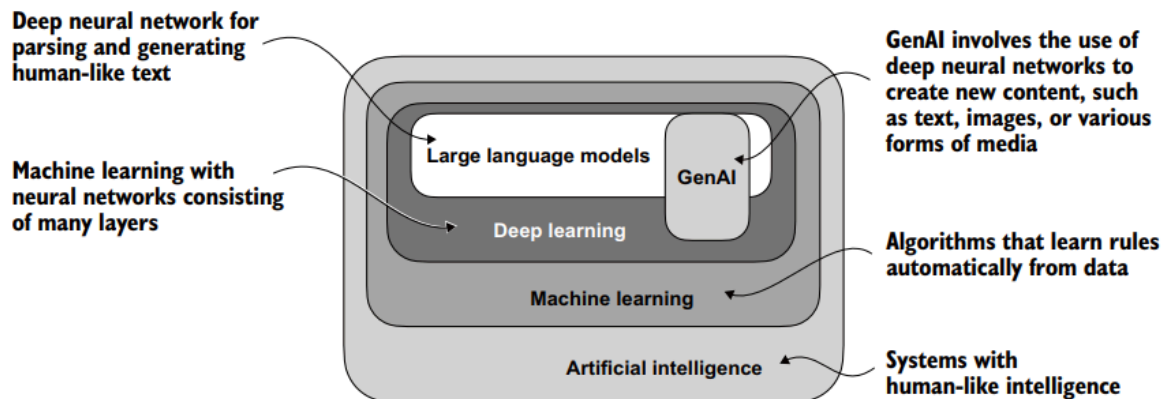 Deep neural network for
parsing and generating
human-like text
GenAI involves the use of
deep neural networks to
create new content, such
as text, images, or various
forms of media
Large language models
GenAI
Machine learning with
neural networks consisting
of many layers
Deep learning
Algorithms that learn rules
automatically from data
Machine learning
Artificial intelligence
Systems with
human-like intelligence